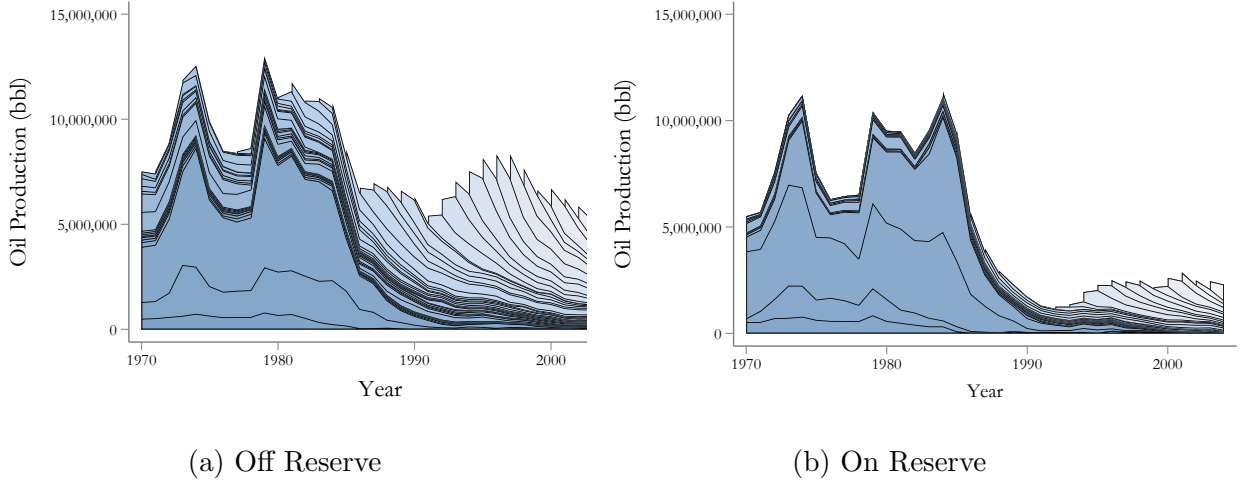 15,000,000
10,000,000
5,000,000
0
Oil Production (bbl)
1970
1980
1990
2000
Year
(a) Off Reserve
15,000,000
10,000,000
5,000,000
0
Oil Production (bbl)
1970
1980
1990
2000
Year
(b) On Reserve